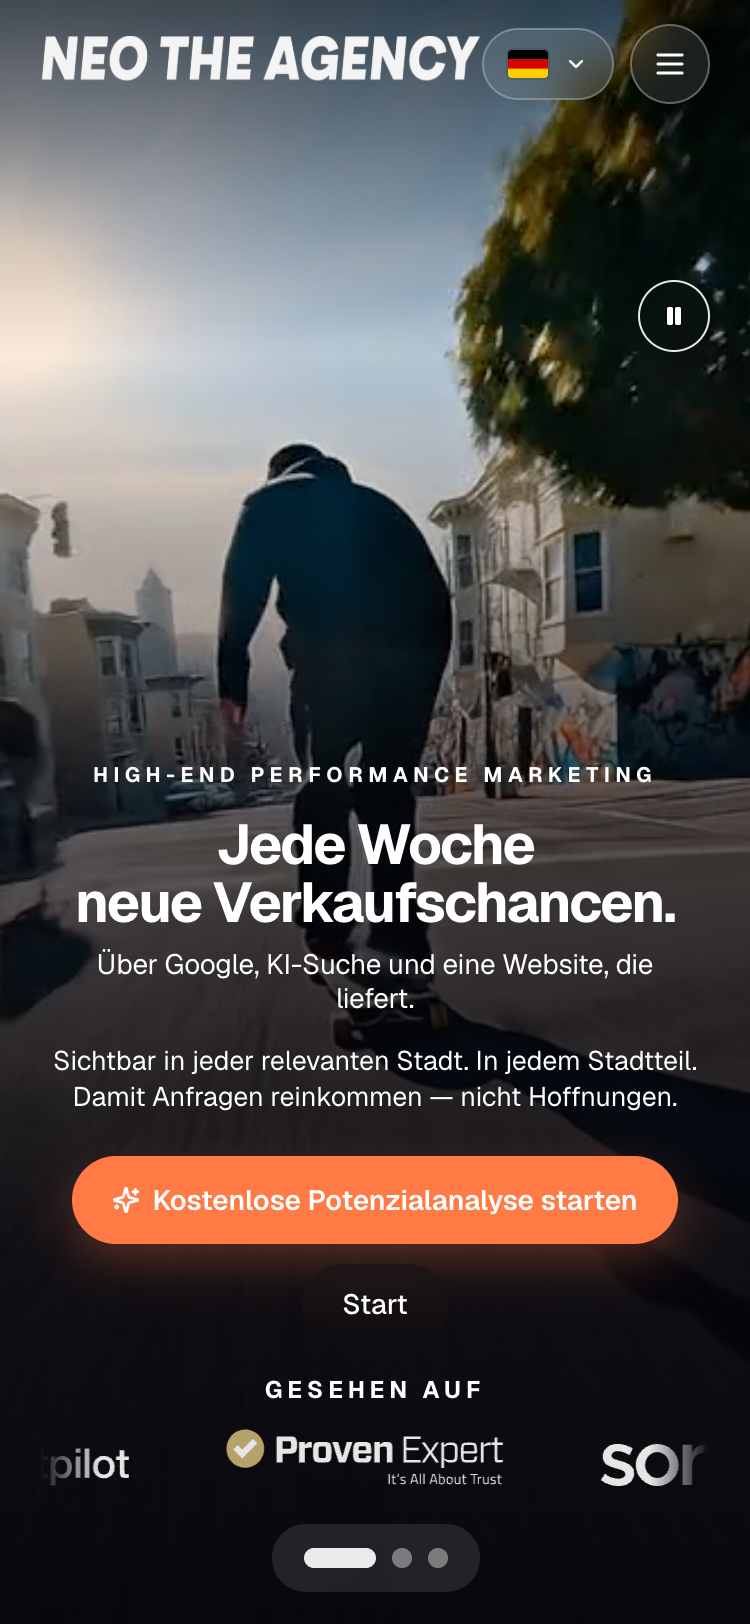 NEO THE AGENCY
HIGH-END PERFORMANCE MARKETING
Jede Woche
neue Verkaufschancen.
Über Google, KI-Suche und eine Website, die
liefert.
Sichtbar in jeder relevanten Stadt. In jedem Stadtteil.
Damit Anfragen reinkommen — nicht Hoffnungen.
Kostenlose Potenzialanalyse starten
Start
GESEHEN AUF
Proven Expert
It's All About Trust